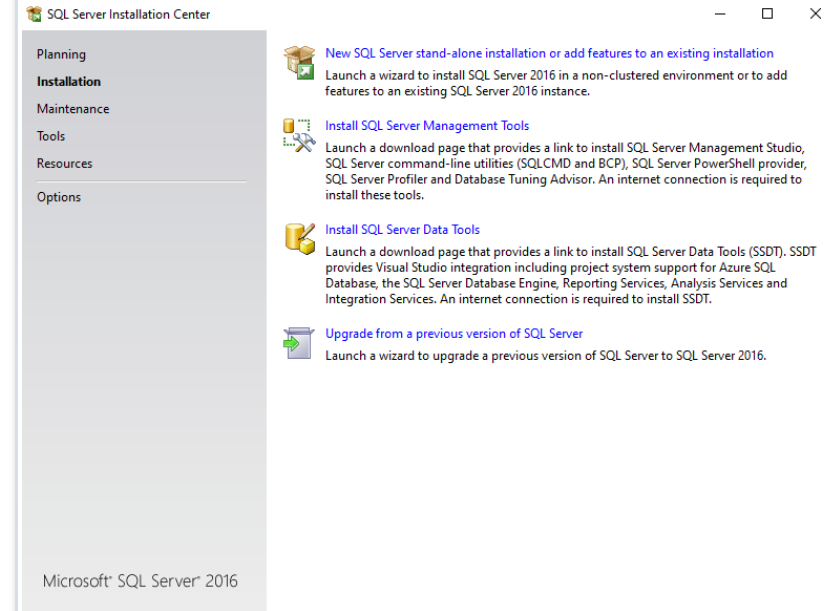 SQL Server Installation Center
Planning
Installation
Maintenance
Tools
Resources
Options
New SQL Server stand-alone installation or add features to an existing installation
Launch a wizard to install SQL Server 2016 in a non-clustered environment or to add
features to an existing SQL Server 2016 instance.
Install SQL Server Management Tools
Launch a download page that provides a link to install SQL Server Management Studio,
SQL Server command-line utilities (SQLCMD and BCP), SQL Server PowerShell provider,
SQL Server Profiler and Database Tuning Advisor. An internet connection is required to
install these tools.
Install SQL Server Data Tools
Launch a download page that provides a link to install SQL Server Data Tools (SSDT). SSDT
provides Visual Studio integration including project system support for Azure SQL
Database, the SQL Server Database Engine, Reporting Services, Analysis Services and
Integration Services. An internet connection is required to install SSDT.
Upgrade from a previous version of SQL Server
Launch a wizard to upgrade a previous version of SQL Server to SQL Server 2016.
Microsoft® SQL Server® 2016